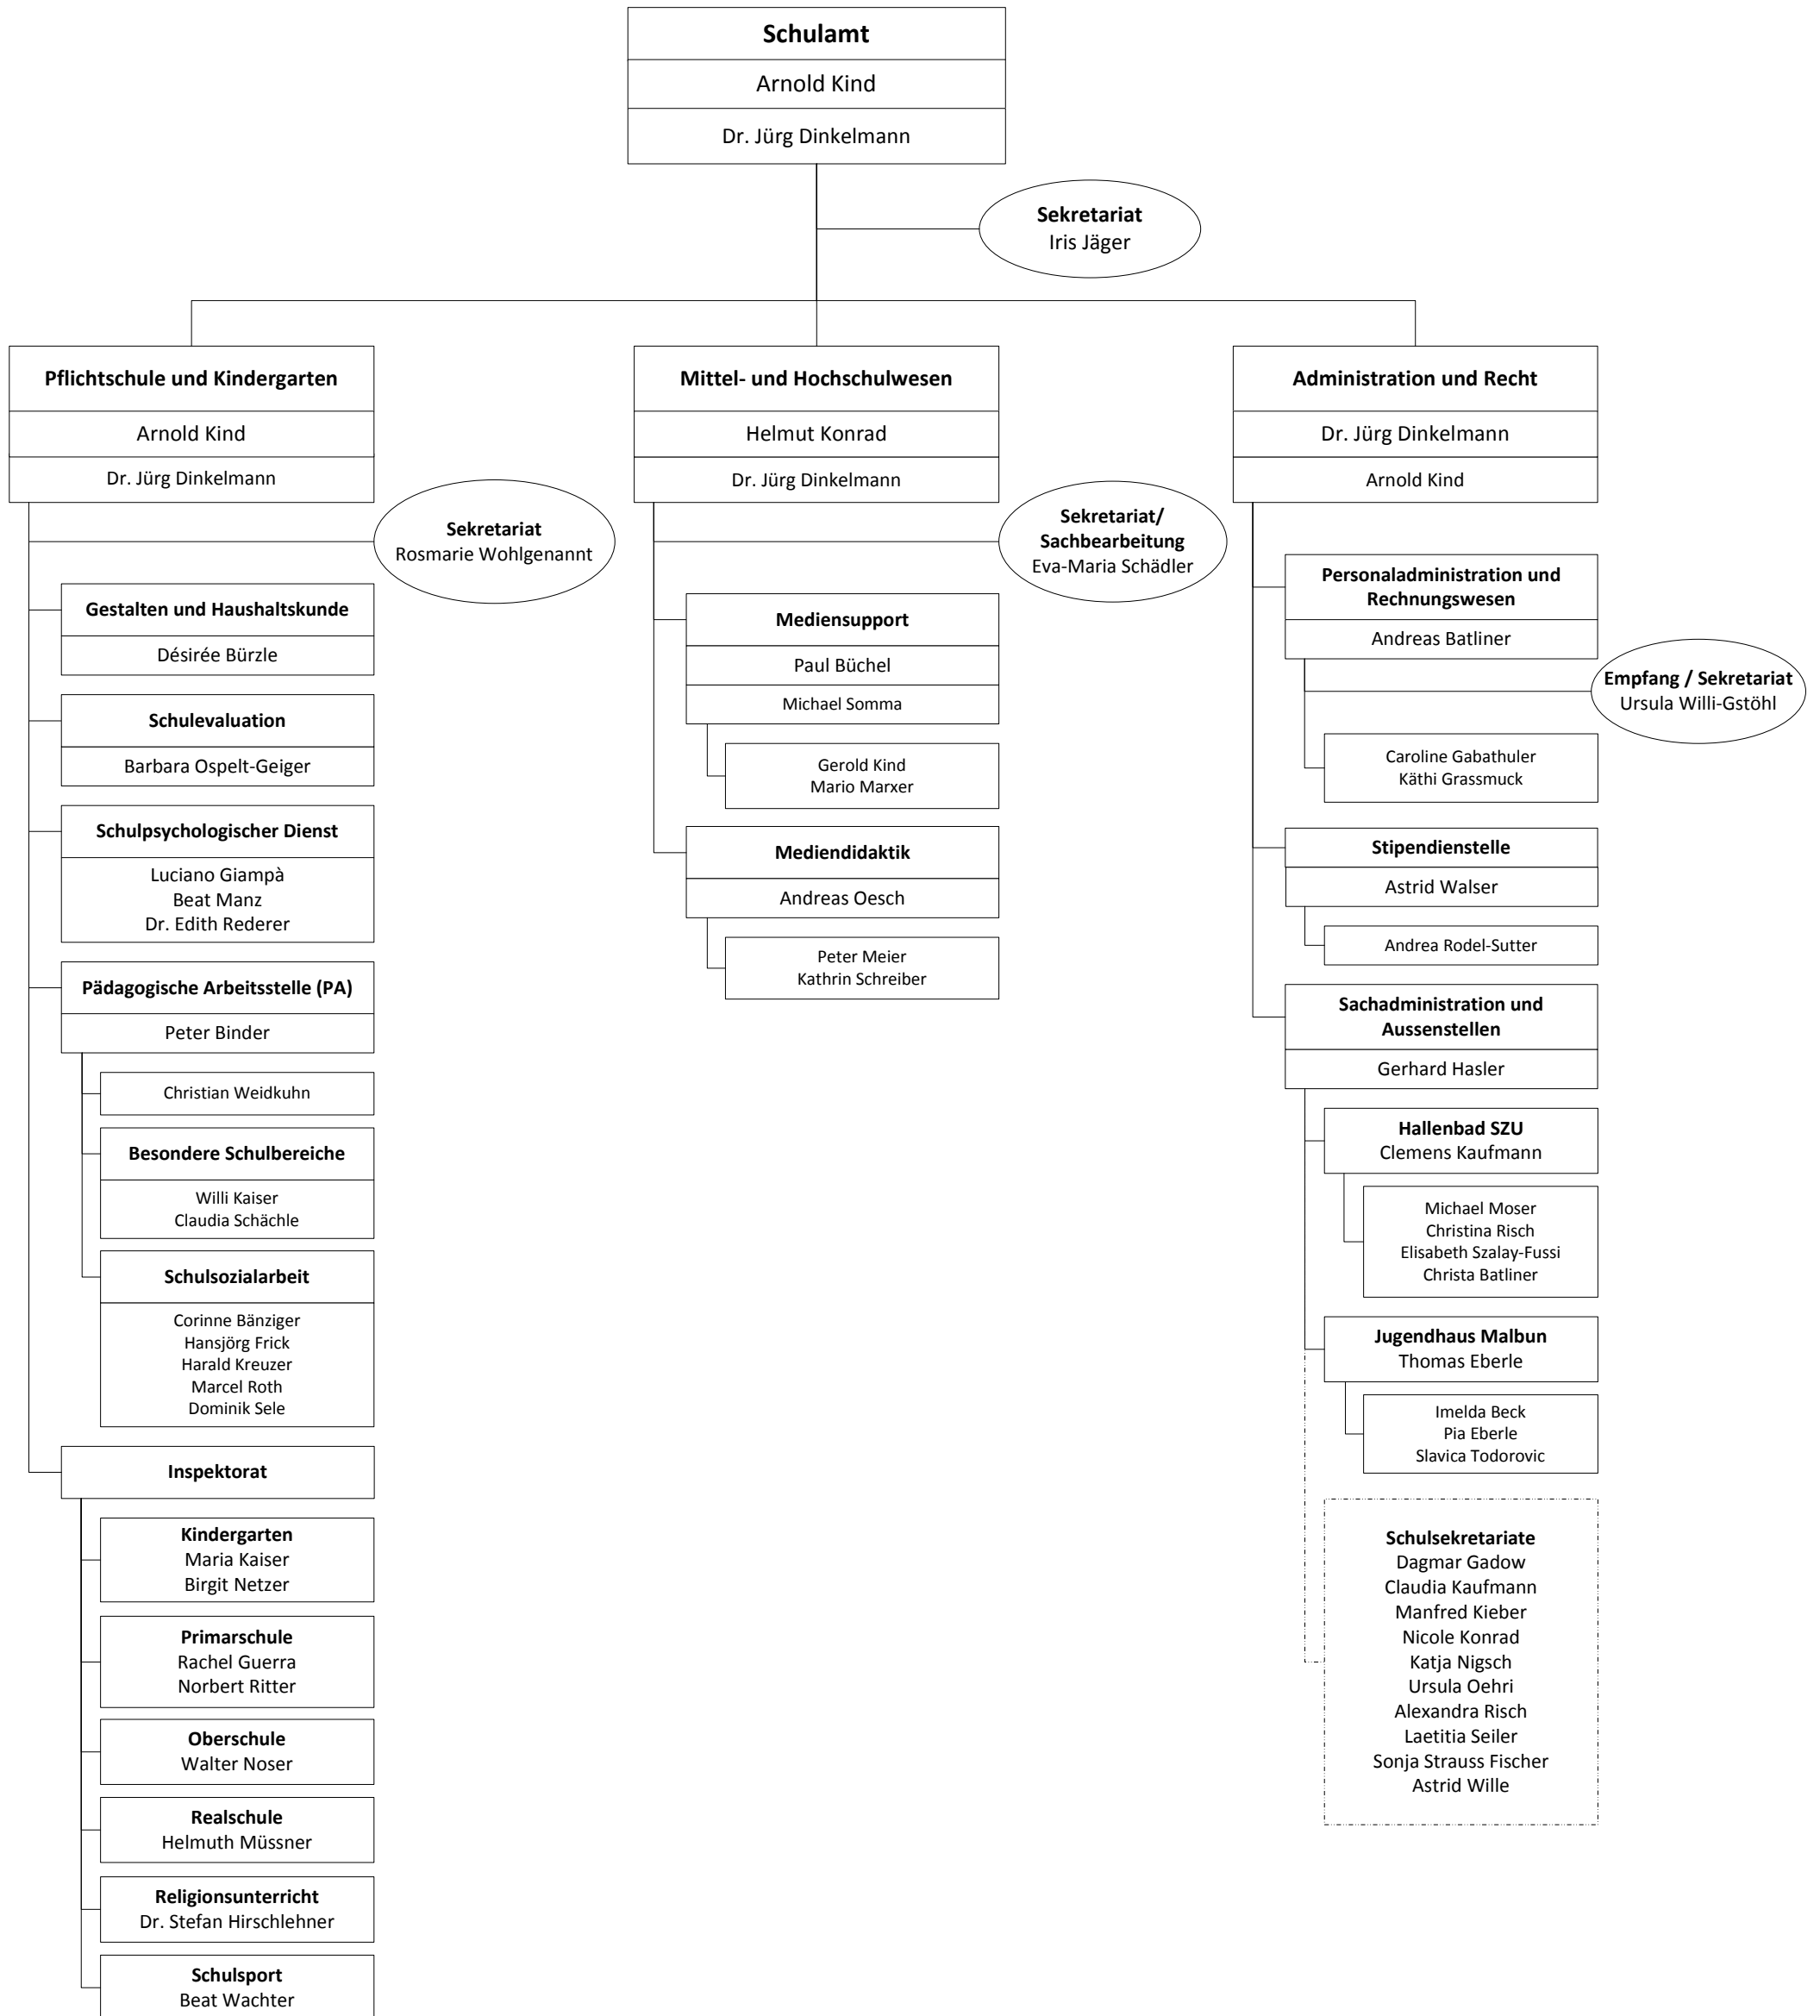 Schulamt
Arnold Kind
Dr. Jürg Dinkelmann
Sekretariat
Iris Jäger
Pflichtschule und Kindergarten
Arnold Kind
Dr. Jürg Dinkelmann
Sekretariat
Rosmarie Wohlgenannt
Gestalten und Haushaltskunde
Désirée Bürzle
Schulevaluation
Barbara Ospelt-Geiger
Schulpsychologischer Dienst
Luciano Giampà
Beat Manz
Dr. Edith Rederer
Pädagogische Arbeitsstelle (PA)
Peter Binder
Christian Weidkuhn
Besondere Schulbereiche
Willi Kaiser
Claudia Schächle
Schulsozialarbeit
Corinne Bänziger
Hansjörg Frick
Harald Kreuzer
Marcel Roth
Dominik Sele
Inspektorat
Kindergarten
Maria Kaiser
Birgit Netzer
Primarschule
Rachel Guerra
Norbert Ritter
Oberschule
Walter Noser
Realschule
Helmuth Müssner
Religionsunterricht
Dr. Stefan Hirschlehner
Schulsport
Beat Wachter
Mittel- und Hochschulwesen
Helmut Konrad
Dr. Jürg Dinkelmann
Sekretariat/
Sachbearbeitung
Eva-Maria Schädler
Mediensupport
Paul Büchel
Michael Somma
Gerold Kind
Mario Marxer
Mediendidaktik
Andreas Oesch
Peter Meier
Kathrin Schreiber
Administration und Recht
Dr. Jürg Dinkelmann
Arnold Kind
Personaladministration und
Rechnungswesen
Andreas Batliner
Empfang / Sekretariat
Ursula Willi-Gstöhl
Caroline Gabathuler
Käthi Grassmuck
Stipendienstelle
Astrid Walser
Andrea Rodel-Sutter
Sachadministration und
Aussenstellen
Gerhard Hasler
Hallenbad SZU
Clemens Kaufmann
Michael Moser
Christina Risch
Elisabeth Szalay-Fussi
Christa Batliner
Jugendhaus Malbun
Thomas Eberle
Imelda Beck
Pia Eberle
Slavica Todorovic
Schulsekretariate
Dagmar Gadow
Claudia Kaufmann
Manfred Kieber
Nicole Konrad
Katja Nigsch
Ursula Oehri
Alexandra Risch
Laetitia Seiler
Sonja Strauss Fischer
Astrid Wille